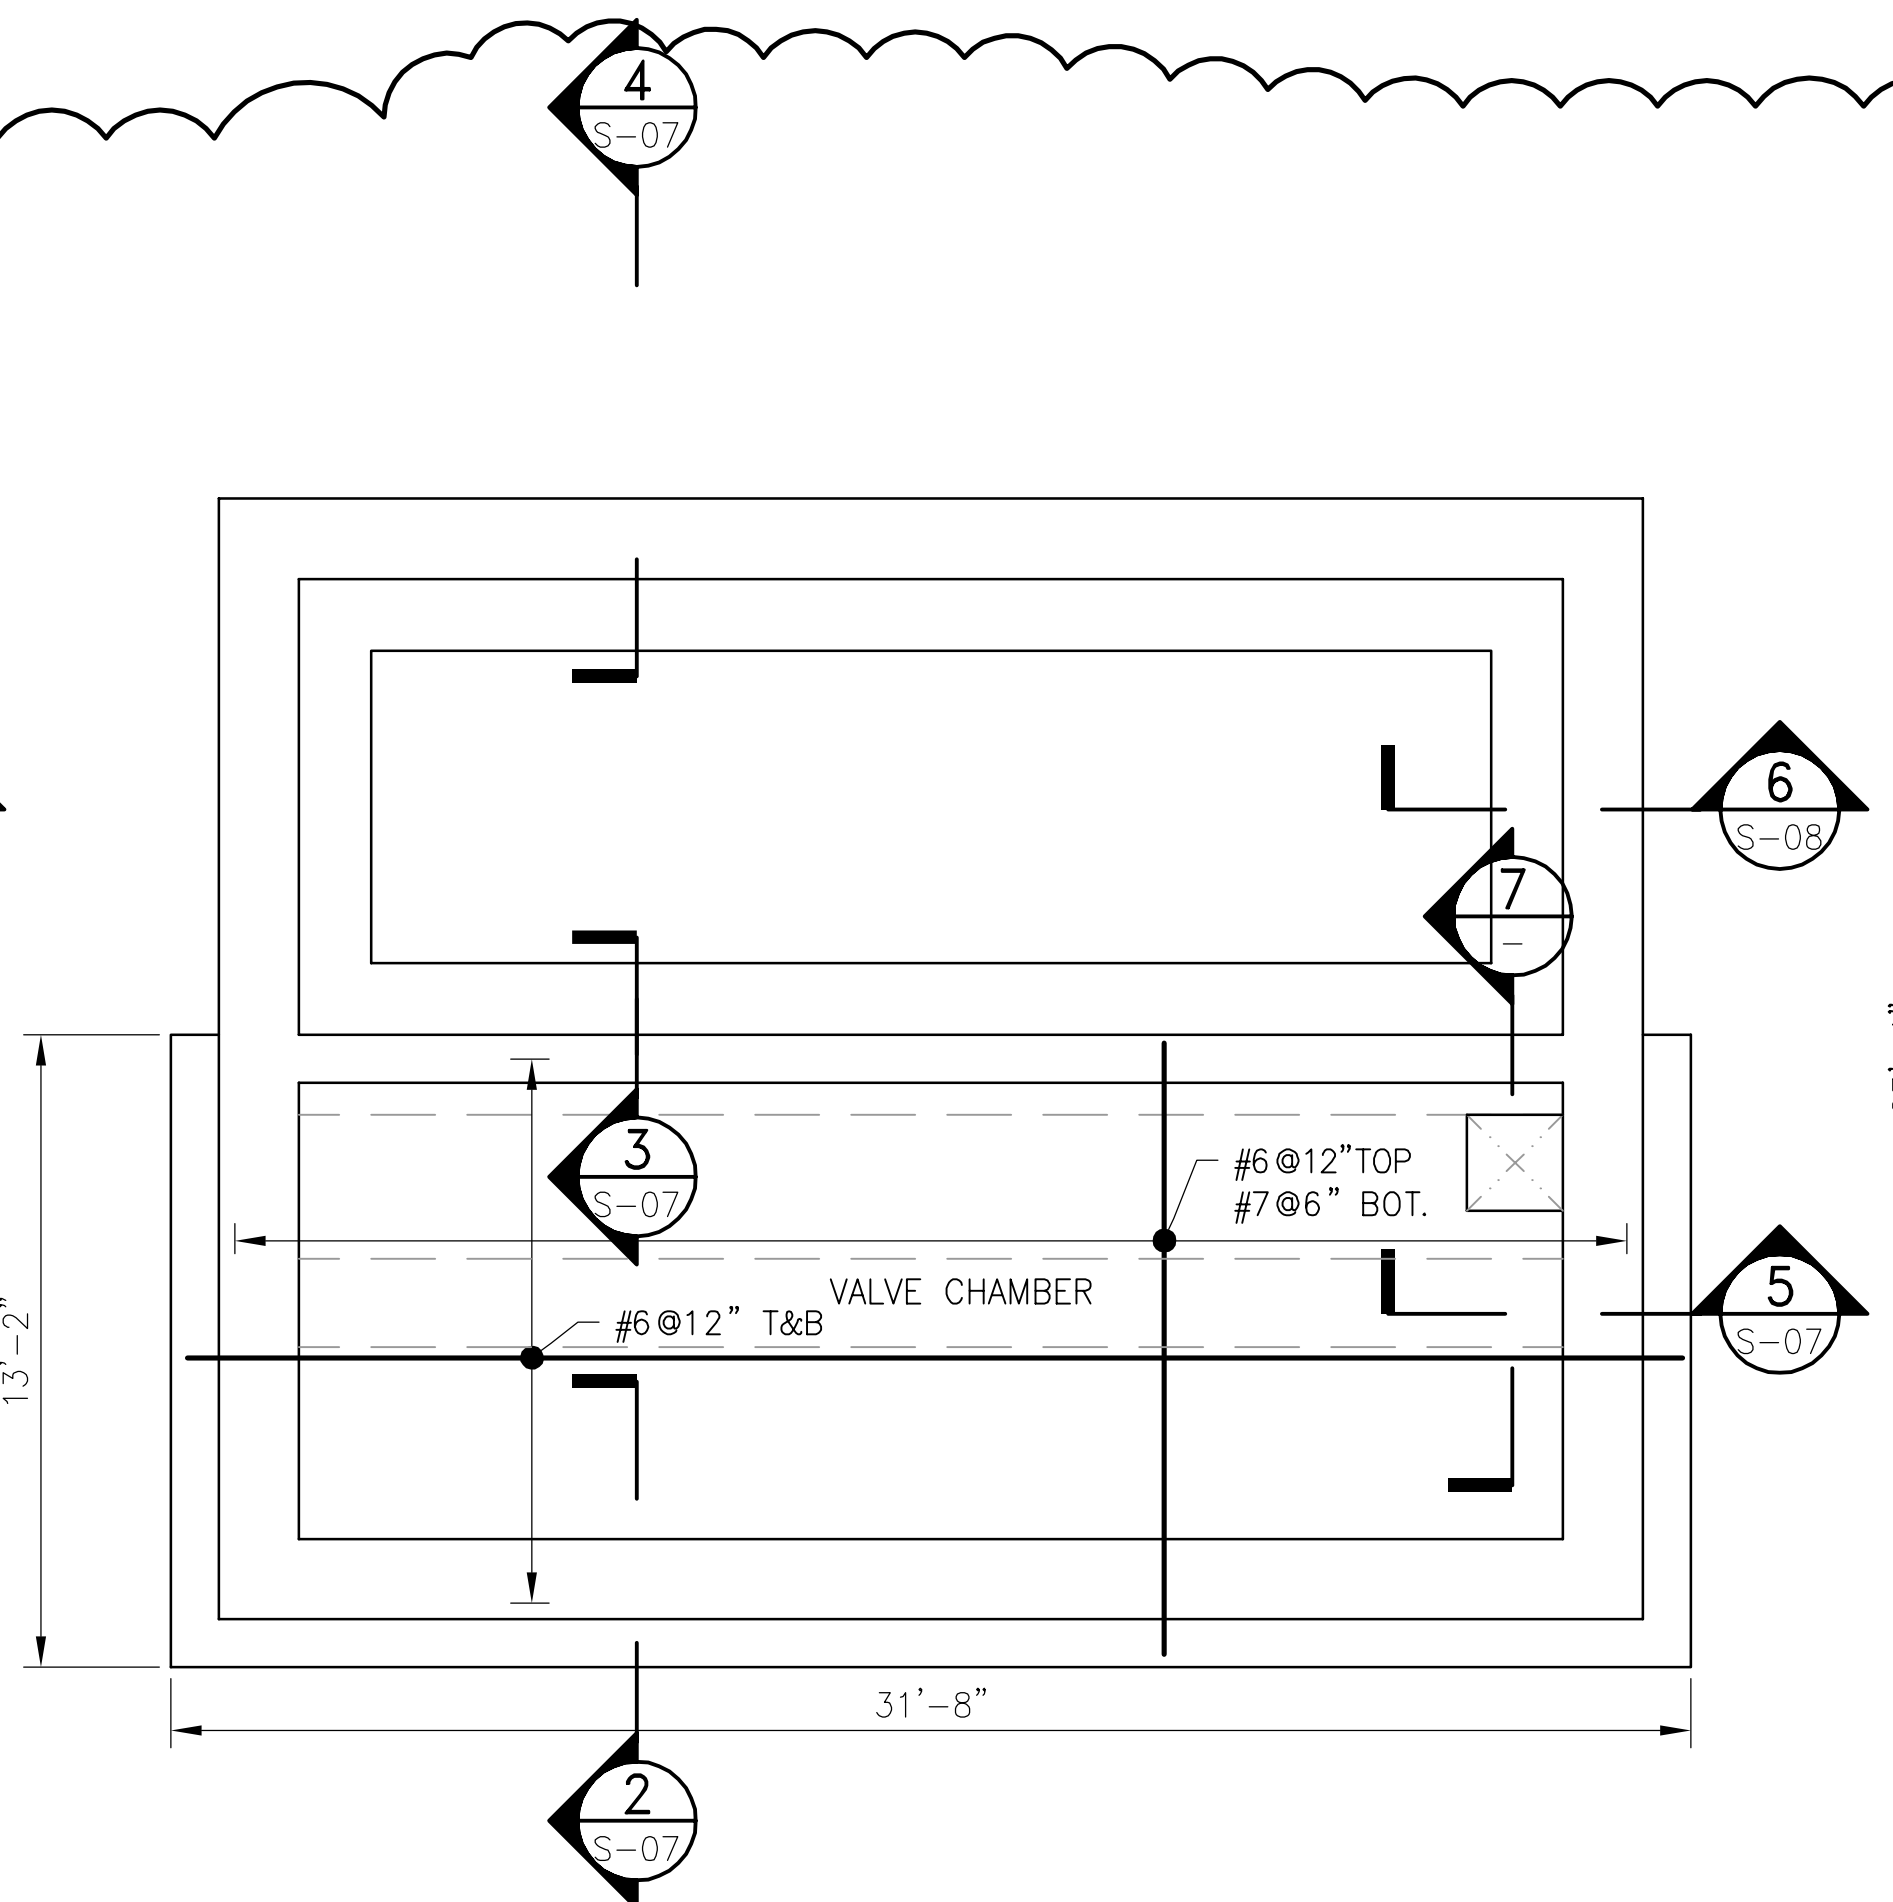 4
S-07
6
S-08
7
-
3
S-07
#6@12"TOP
#7@6" BOT.
VALVE CHAMBER
5
S-07
#6@12" T&B
13'-2"
31'-8"
2
S-07